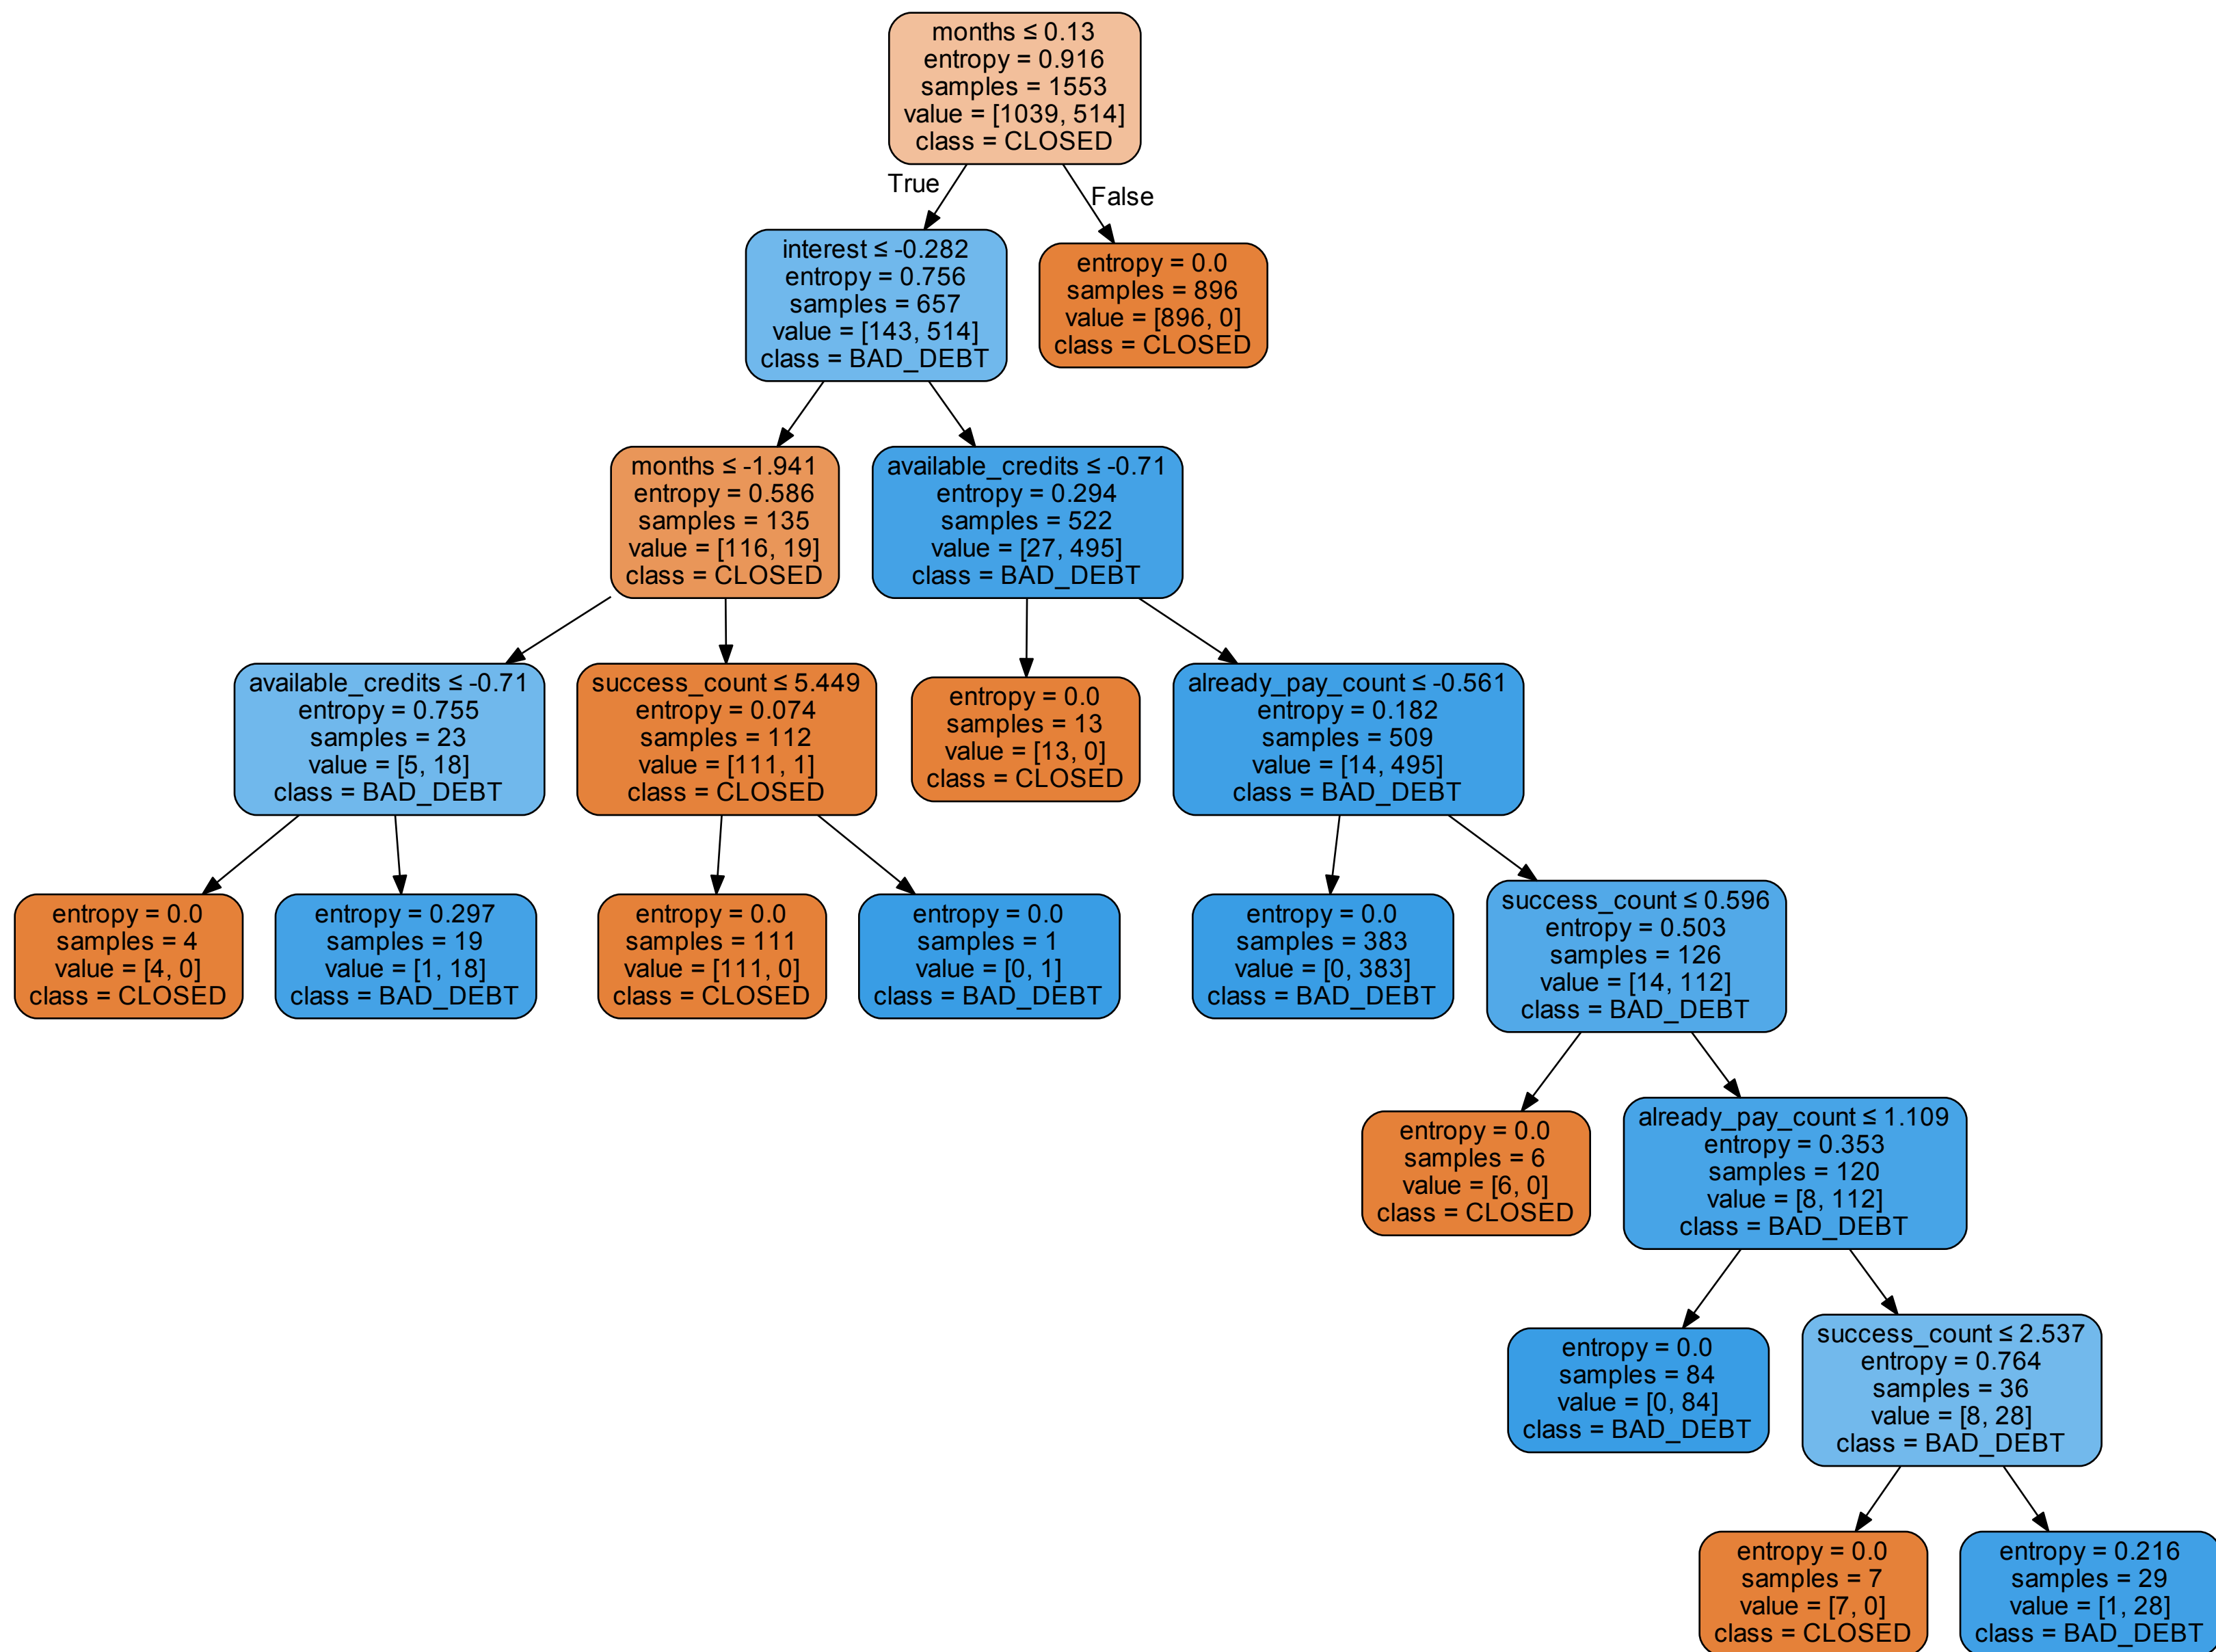 months ≤ 0.13
entropy = 0.916
samples = 1553
value = [1039, 514]
class = CLOSED
True
False
interest ≤ -0.282
entropy = 0.756
samples = 657
value = [143, 514]
class = BAD_DEBT
entropy = 0.0
samples = 896
value = [896, 0]
class = CLOSED
months ≤ -1.941
entropy = 0.586
samples = 135
value = [116, 19]
class = CLOSED
available_credits ≤ -0.71
entropy = 0.294
samples = 522
value = [27, 495]
class = BAD_DEBT
available_credits ≤ -0.71
entropy = 0.755
samples = 23
value = [5, 18]
class = BAD_DEBT
success_count ≤ 5.449
entropy = 0.074
samples = 112
value = [111, 1]
class = CLOSED
entropy = 0.0
samples = 13
value = [13, 0]
class = CLOSED
already_pay_count ≤ -0.561
entropy = 0.182
samples = 509
value = [14, 495]
class = BAD_DEBT
entropy = 0.0
samples = 4
value = [4, 0]
class = CLOSED
entropy = 0.297
samples = 19
value = [1, 18]
class = BAD_DEBT
entropy = 0.0
samples = 111
value = [111, 0]
class = CLOSED
entropy = 0.0
samples = 1
value = [0, 1]
class = BAD_DEBT
entropy = 0.0
samples = 383
value = [0, 383]
class = BAD_DEBT
success_count ≤ 0.596
entropy = 0.503
samples = 126
value = [14, 112]
class = BAD_DEBT
entropy = 0.0
samples = 6
value = [6, 0]
class = CLOSED
already_pay_count ≤ 1.109
entropy = 0.353
samples = 120
value = [8, 112]
class = BAD_DEBT
entropy = 0.0
samples = 84
value = [0, 84]
class = BAD_DEBT
success_count ≤ 2.537
entropy = 0.764
samples = 36
value = [8, 28]
class = BAD_DEBT
entropy = 0.0
samples = 7
value = [7, 0]
class = CLOSED
entropy = 0.216
samples = 29
value = [1, 28]
class = BAD_DEBT